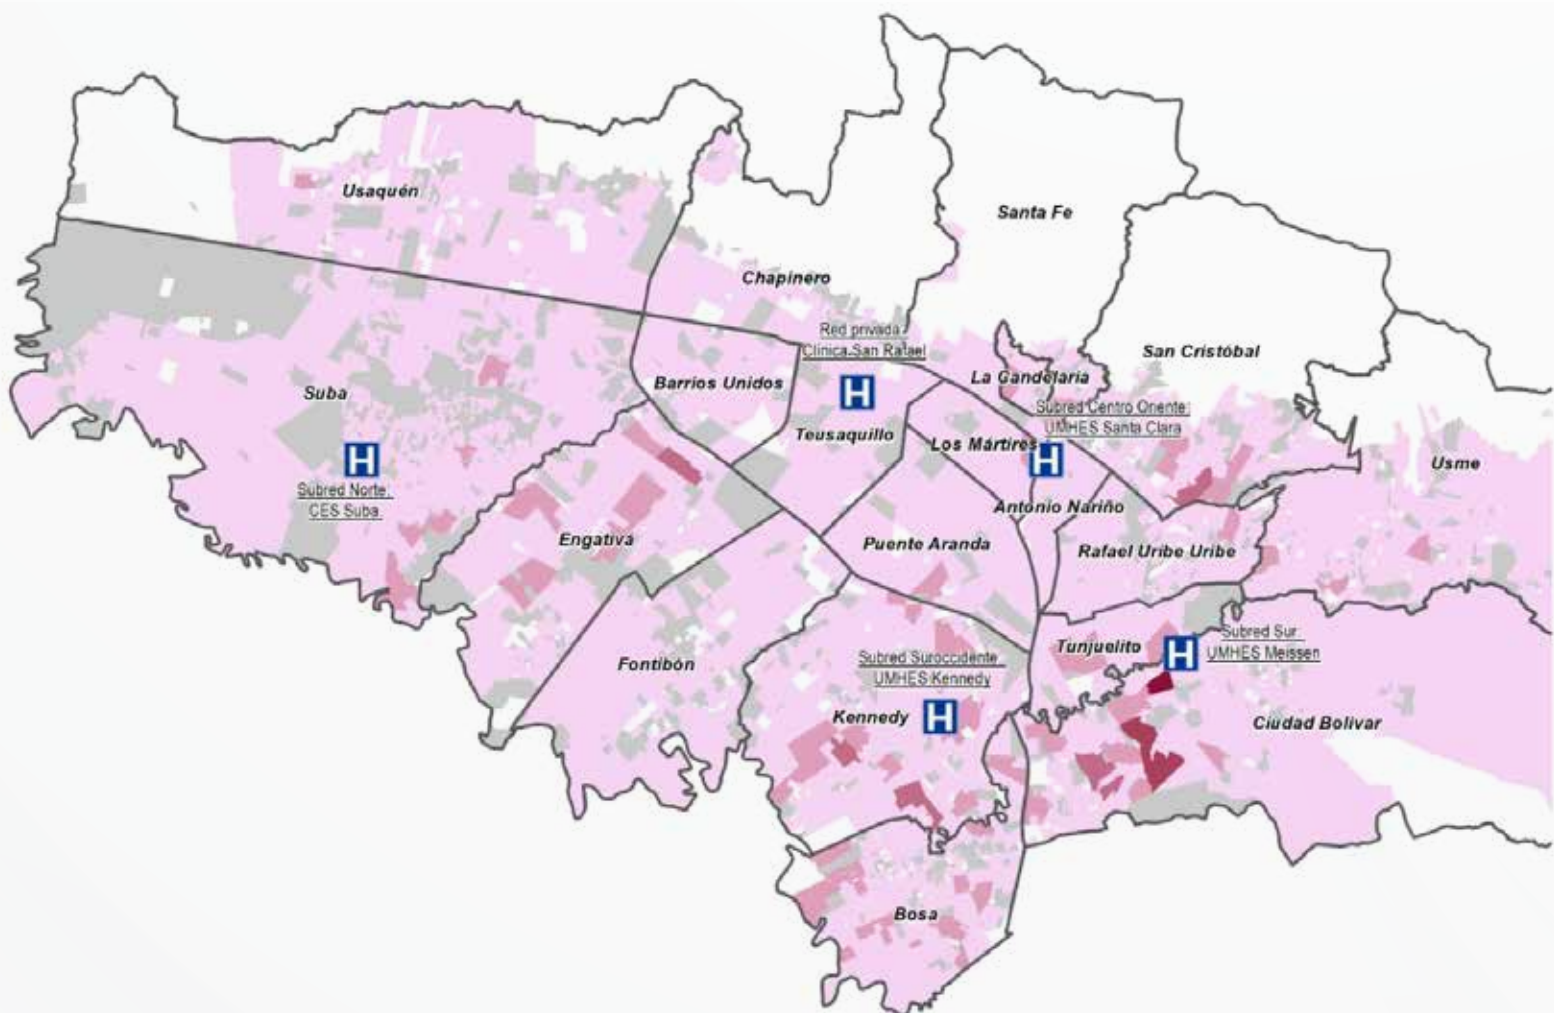 Usaquén
Santa Fe
Chapinero
Red privada
Clínica San Rafael
San Cristóbal
La Candelaria
Barrios Unidos
Suba
Subred Centro Oriente:
UMHES Santa Clara
H
Teusaquillo
Los Mártires
H
H
Usme
Subred Norte:
CES Suba
Antonio Nariño
Engativá
Puente Aranda
Rafael Uribe Uribe
Subred Sur:
UMHES Meissen
Tunjuelito
H
Fontibón
Subred Suroccidente
UMHES Kennedy
Kennedy
H
Ciudad Bolivar
Bosa